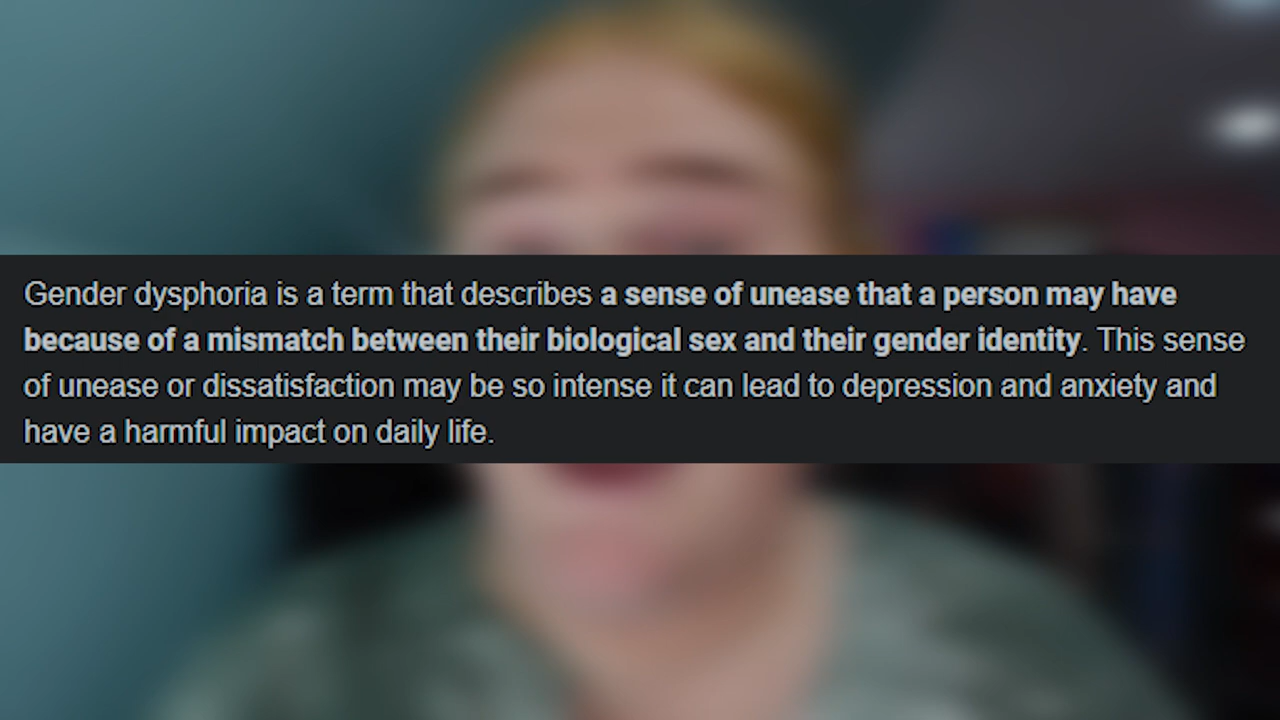 Gender dysphoria is a term that describes a sense of unease that a person may have
because of a mismatch between their biological sex and their gender identity. This sense
of unease or dissatisfaction may be so intense it can lead to depression and anxiety and
have a harmful impact on daily life.